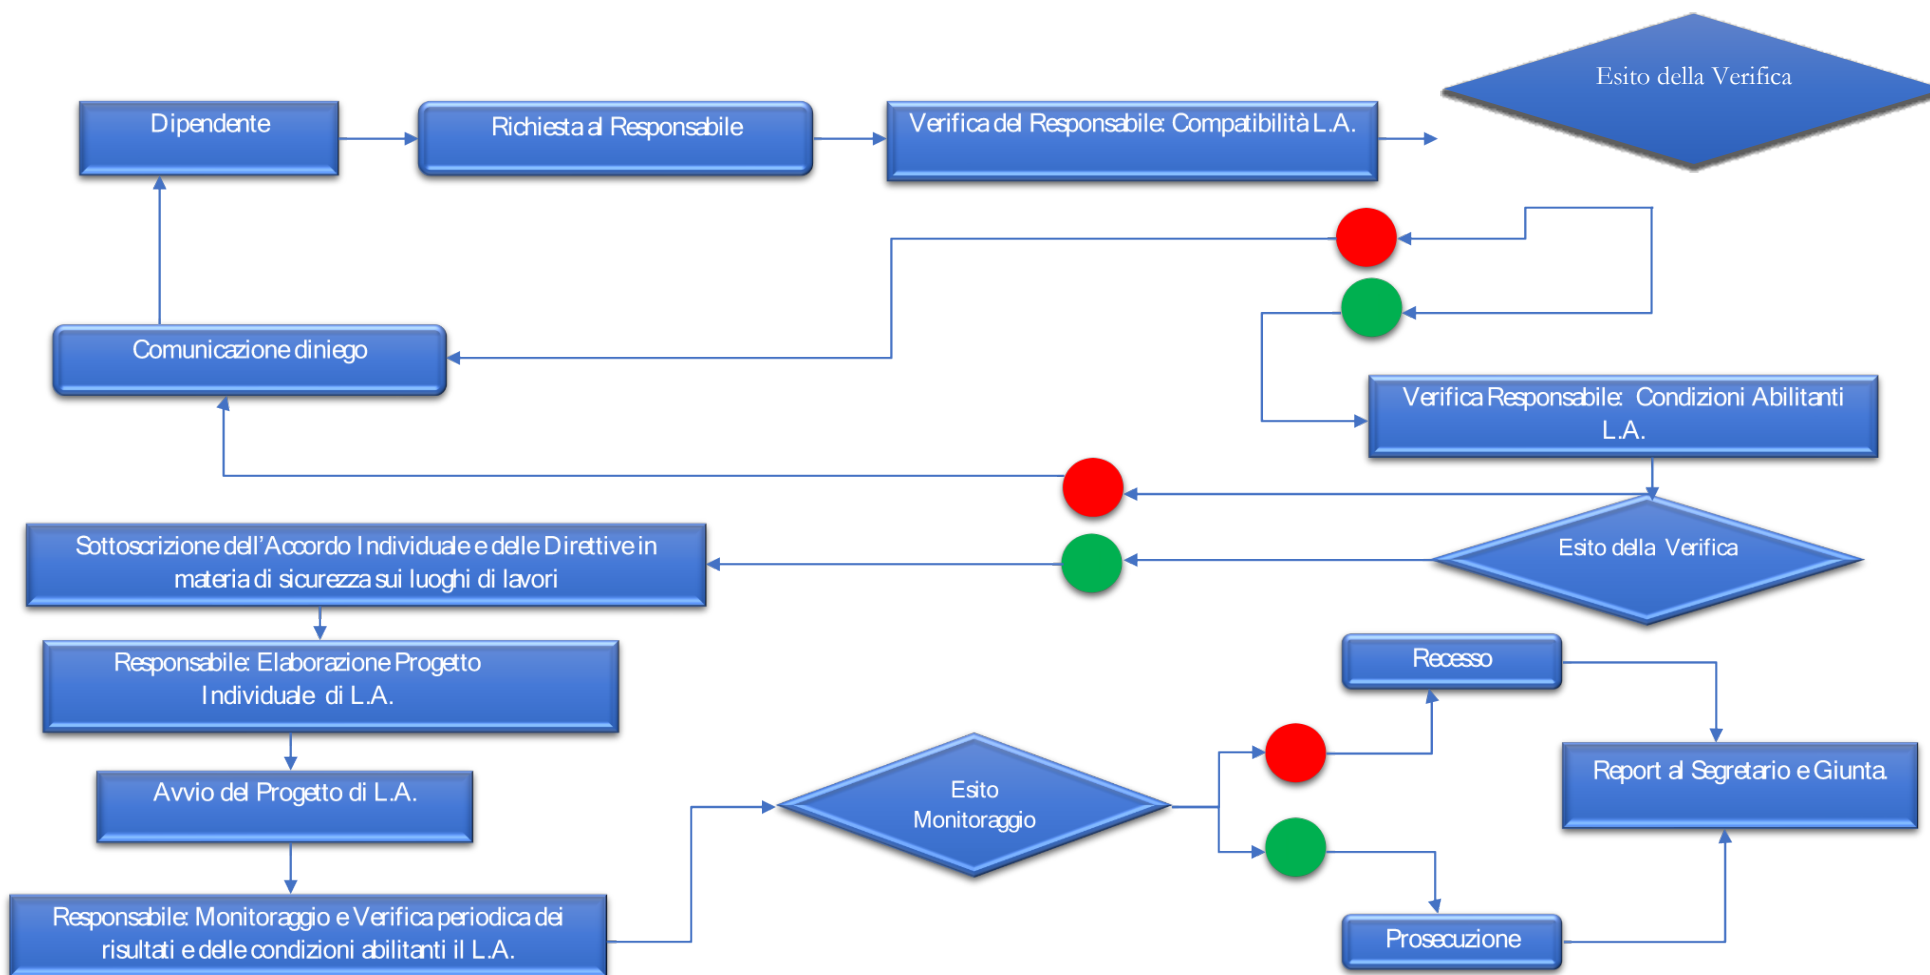 Esito della Verifica
Dipendente
Richiesta al Responsabile
Verifica del Responsabile: Compatibilità L.A.
Comunicazione diniego
Verifica Responsabile: Condizioni Abilitanti
L.A.
Sottoscrizione dell'Accordo Individuale e delle Direttive in
materia di sicurezza sui luoghi di lavori
Esito della Verifica
Responsabile: Elaborazione Progetto
Individuale di L.A.
Recesso
Avvio del Progetto di L.A.
Esito
Monitoraggio
Report al Segretario e Giunta.
Responsabile: Monitoraggio e Verifica periodica dei
risultati e delle condizioni abilitanti il L.A.
Prosecuzione